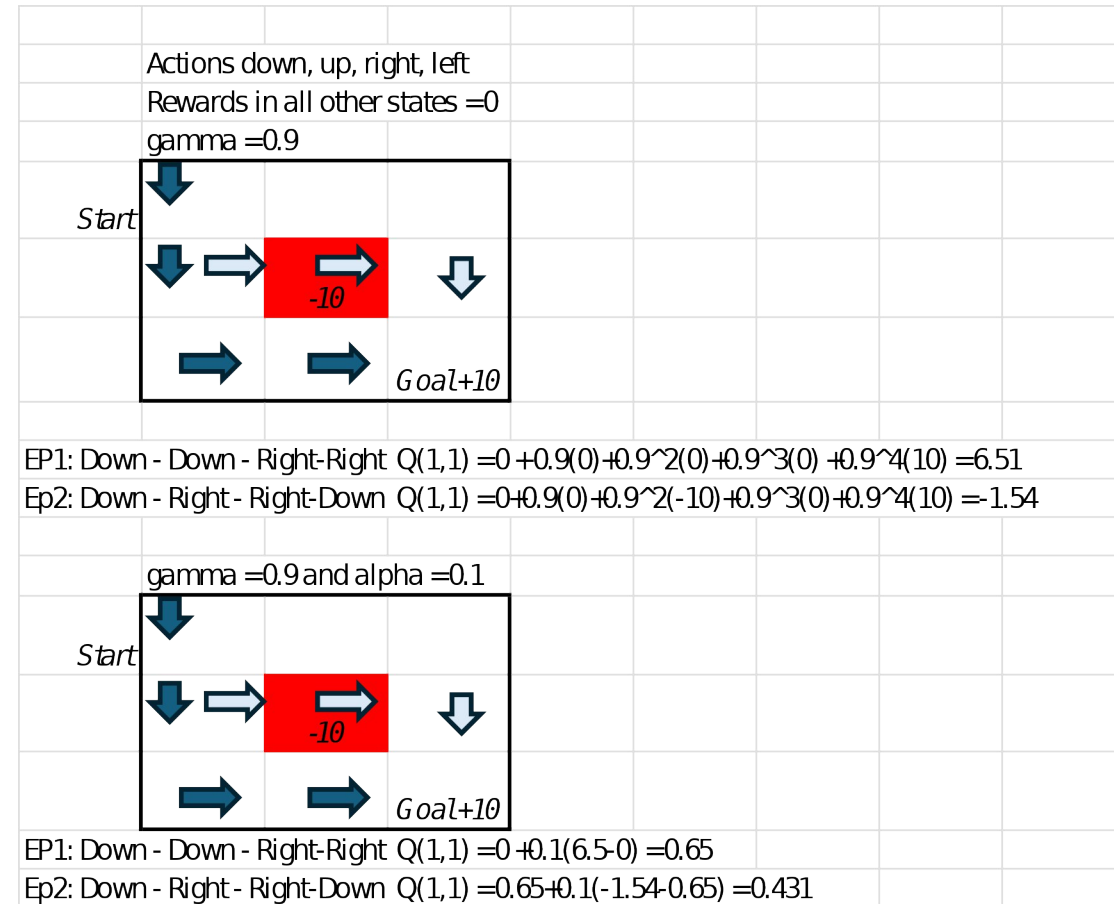 Actions down, up, right, left
Rewards in all other states =0
gamma =0.9
Start
-10
Goal+10
EP1: Down - Down - Right-Right Q(1,1) =0 +0.9(0)+0.9^2(0)+0.9^3(0) +0.9^4(10) =6.51
Ep2: Down - Right - Right-Down Q(1,1) =0+0.9(0)+0.9^2(-10)+0.9^3(0)+0.9^4(10) =-1.54
gamma =0.9 and alpha =0.1
Start
-10
Goal+10
EP1: Down - Down - Right-Right Q(1,1) =0 +0.1(6.5-0) =0.65
Ep2: Down - Right - Right-Down Q(1,1) =0.65+0.1(-1.54-0.65) =0.431